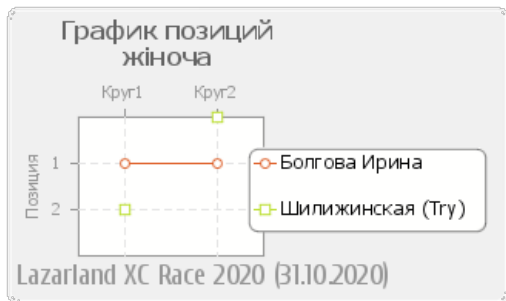 График позиций
жіноча
Круг1 Круг2
Позиция
1
2
Болгова Ирина
Шилижинская (Try)
Lazarland XC Race 2020 (31.10.2020)